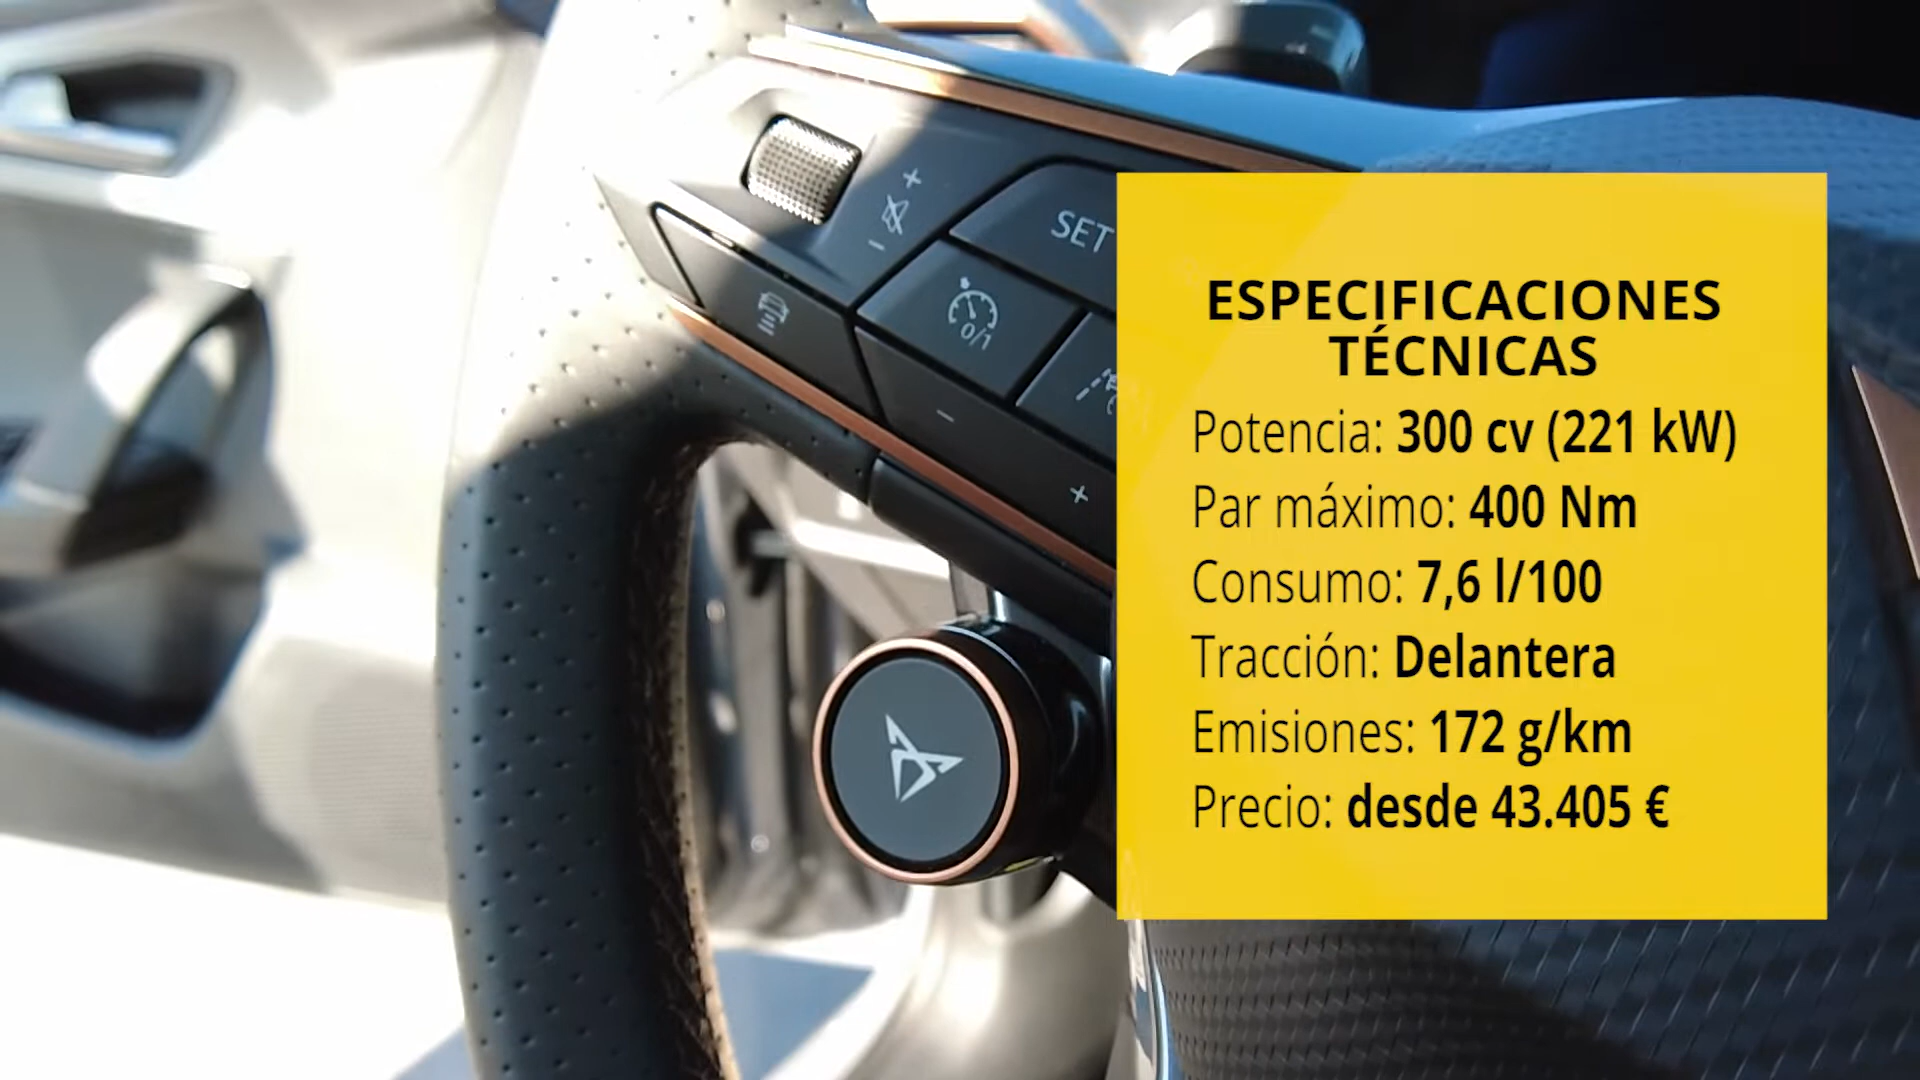 SET
0/1
ESPECIFICACIONES
TÉCNICAS
Potencia: 300 cv (221 kW)
Par máximo: 400 Nm
Consumo: 7,6 l/100
Tracción: Delantera
Emisiones: 172 g/km
Precio: desde 43.405 €